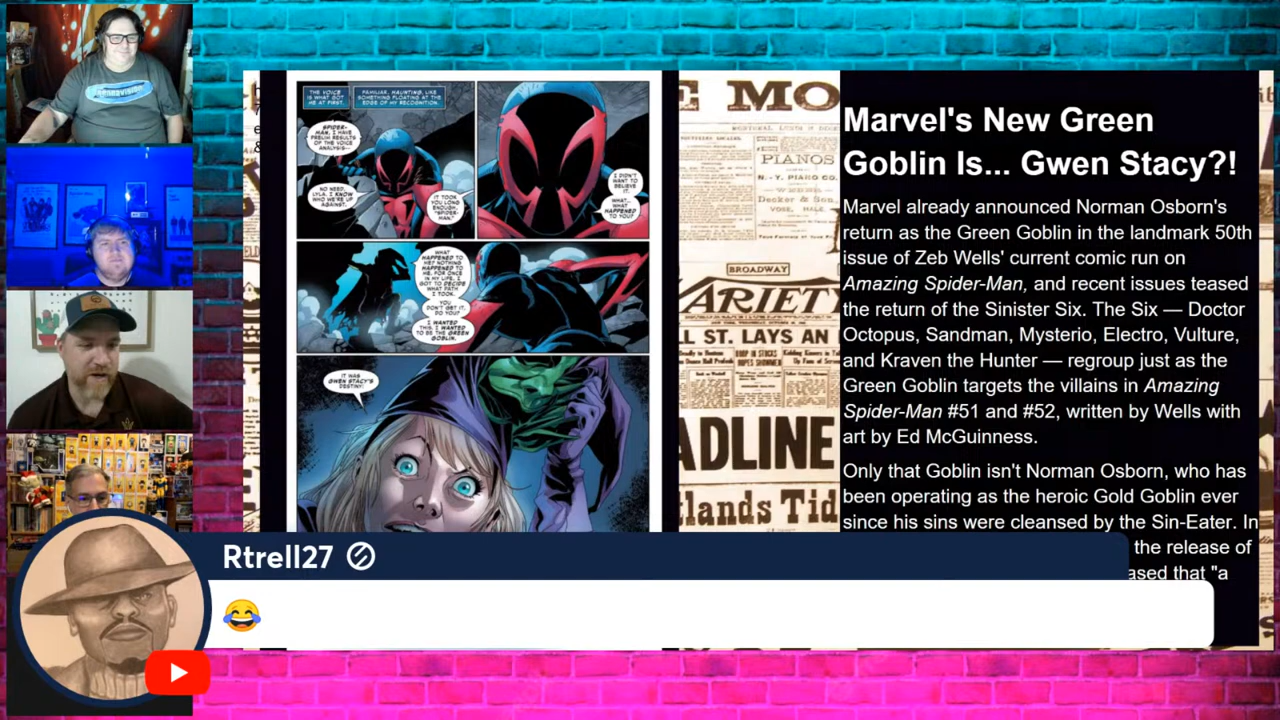 THE VOICE
IS WHAT GOT
ME AT FIRST.
FAMILIAR, HAUNTING, LIKE
SOMETHING FLOATING AT THE
EDGE OF MY RECOGNITION.
SPIDER-
MAN, I HAVE
PRELIM RESULTS
OF THE VOICE
ANALYSIS--
NO NEED,
LYLA. I KNOW
WHO WE'RE UP
AGAINST.
IT TOOK
YOU LONG
ENOUGH,
"SPIDER-
MAN."
I DIDN'T
WANT TO
BELIEVE
IT.
WHAT...
WHAT
HAPPENED
TO YOU?
WHAT
HAPPENED TO
ME? NOTHING
HAPPENED TO
ME. FOR ONCE
IN MY LIFE, I
GOT TO DECIDE
WHAT PATH
I TOOK.
YOU
DON'T GET
IT, DO
YOU?
I WANTED
THIS. I WANTED
TO BE THE GREEN
GOBLIN.
IT WAS
GWEN STACY'S
DESTINY!
E MO
PIANOS
N.-Y. PIANO CO.
WEBER
Decker & Son
VOSE, HALE
BROADWAY
ARIETY
L ST. LAYS AN
ADLINE
tlands Tid
Marvel's New Green
Goblin Is... Gwen Stacy?!
Marvel already announced Norman Osborn's
return as the Green Goblin in the landmark 50th
issue of Zeb Wells' current comic run on
Amazing Spider-Man, and recent issues teased
the return of the Sinister Six. The Six — Doctor
Octopus, Sandman, Mysterio, Electro, Vulture,
and Kraven the Hunter — regroup just as the
Green Goblin targets the villains in Amazing
Spider-Man #51 and #52, written by Wells with
art by Ed McGuinness.
Only that Goblin isn't Norman Osborn, who has
been operating as the heroic Gold Goblin ever
since his sins were cleansed by the Sin-Eater. In
the release of
ased that "a
Rtrell27
😂